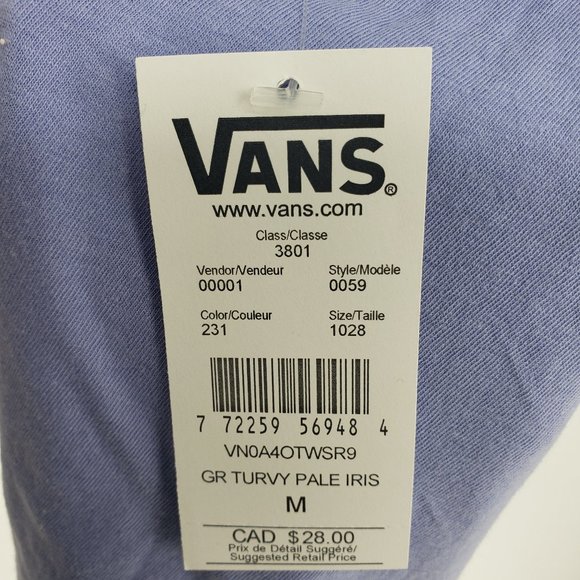 VANS®
www.vans.com
Class/Classe
3801
Vendor/Vendeur Style/Modèle
00001 0059
Color/Couleur Size/Taille
231 1028
7 72259 56948 4
VN0A4OTWSR9
GR TURVY PALE IRIS
M
CAD $28.00
Prix de Détail Suggéré/
Suggested Retail Price